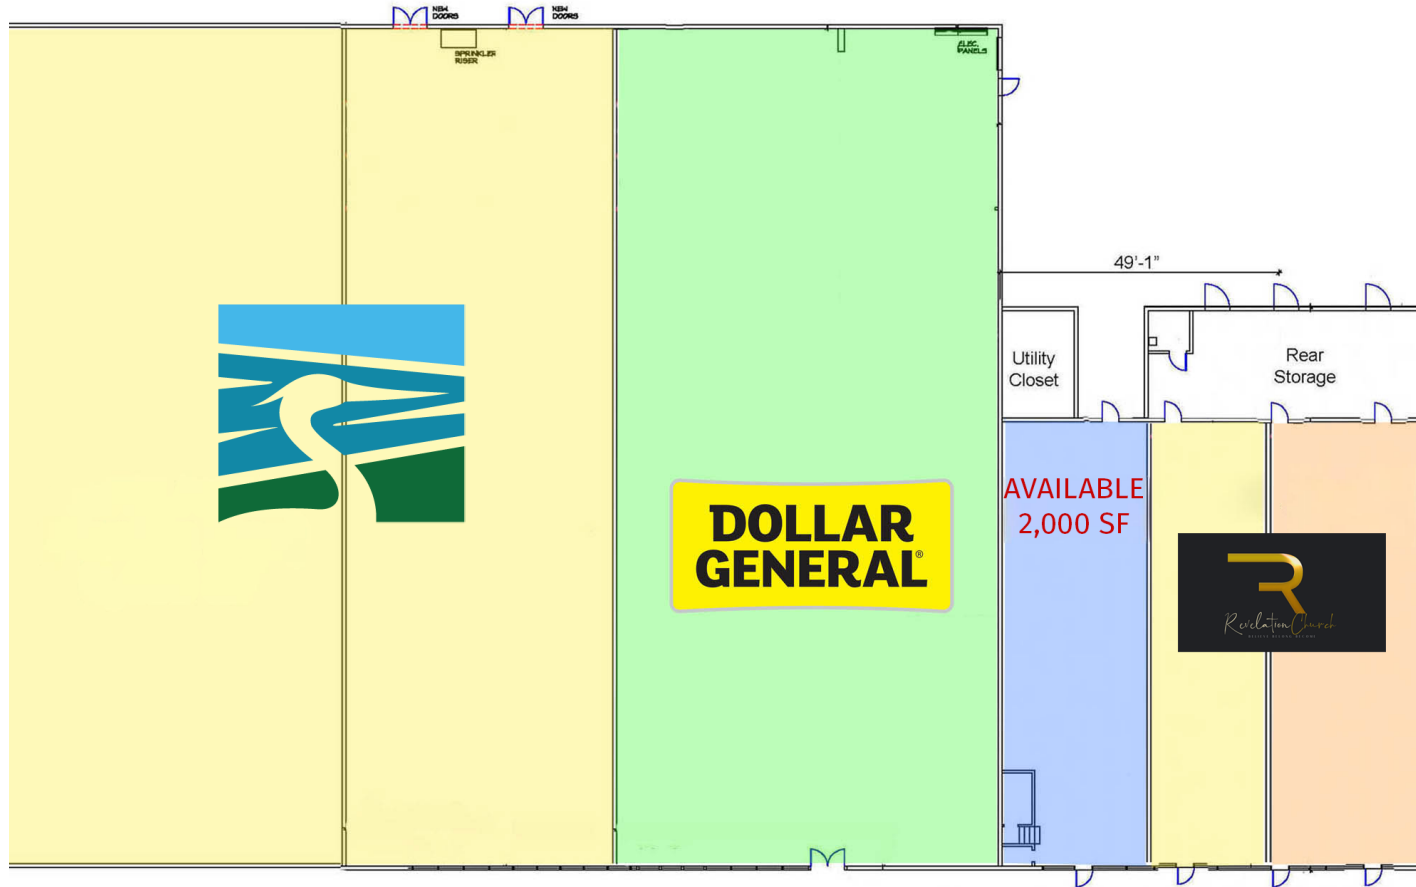 NEW
DOORS
NEW
DOORS
SPRINKLER
RISER
ELEC.
PANELS
49'-1"
Utility
Closet
Rear
Storage
AVAILABLE
2,000 SF
DOLLAR
GENERAL®
Revelation Church